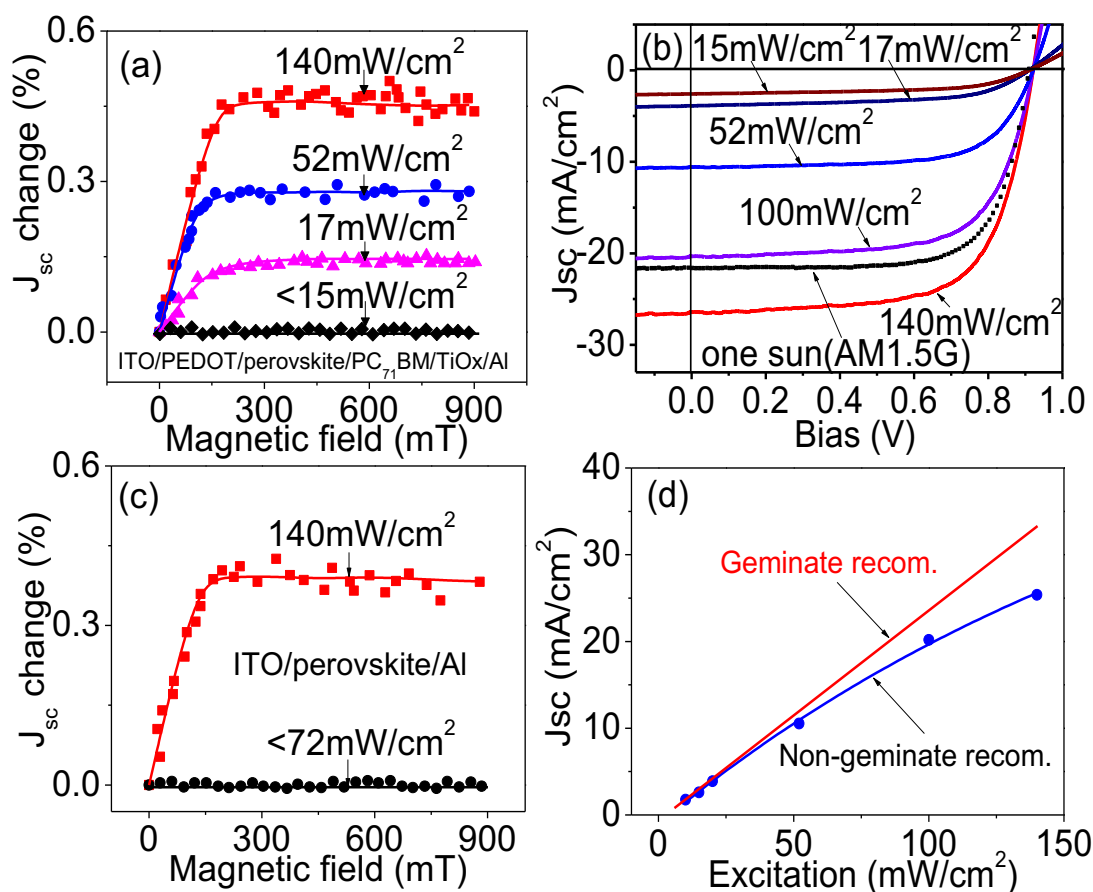 (a)
0.6
0.3
0.0
J_sc change (%)
140mW/cm²
52mW/cm²
17mW/cm²
<15mW/cm²
ITO/PEDOT/perovskite/PC₇₁BM/TiOx/Al
0 300 600 900
Magnetic field (mT)
(b)
0
-10
-20
-30
Jsc (mA/cm²)
15mW/cm² 17mW/cm²
52mW/cm²
100mW/cm²
140mW/cm²
one sun(AM1.5G)
0.0 0.2 0.4 0.6 0.8 1.0
Bias (V)
(c)
0.6
0.3
0.0
J_sc change (%)
140mW/cm²
ITO/perovskite/Al
<72mW/cm²
0 300 600 900
Magnetic field (mT)
(d)
40
30
20
10
0
Jsc (mA/cm²)
Geminate recom.
Non-geminate recom.
0 50 100 150
Excitation (mW/cm²)